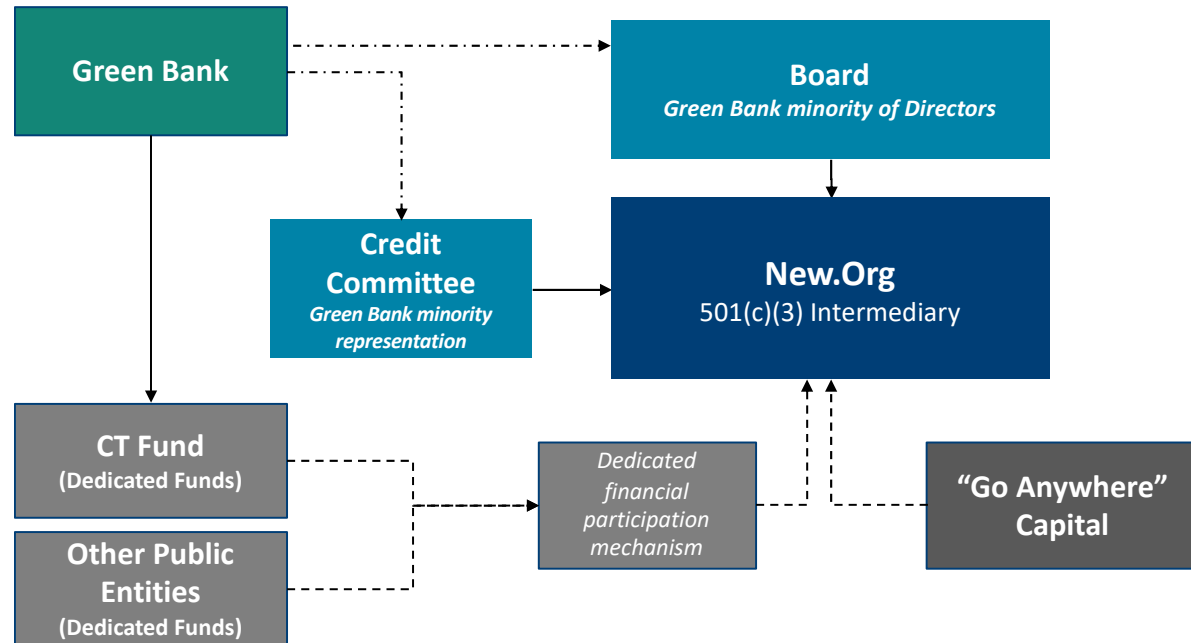 Green Bank
Board
Green Bank minority of Directors
Credit
Committee
Green Bank minority
representation
New.Org
501(c)(3) Intermediary
CT Fund
(Dedicated Funds)
Other Public
Entities
(Dedicated Funds)
Dedicated
financial
participation
mechanism
“Go Anywhere”
Capital